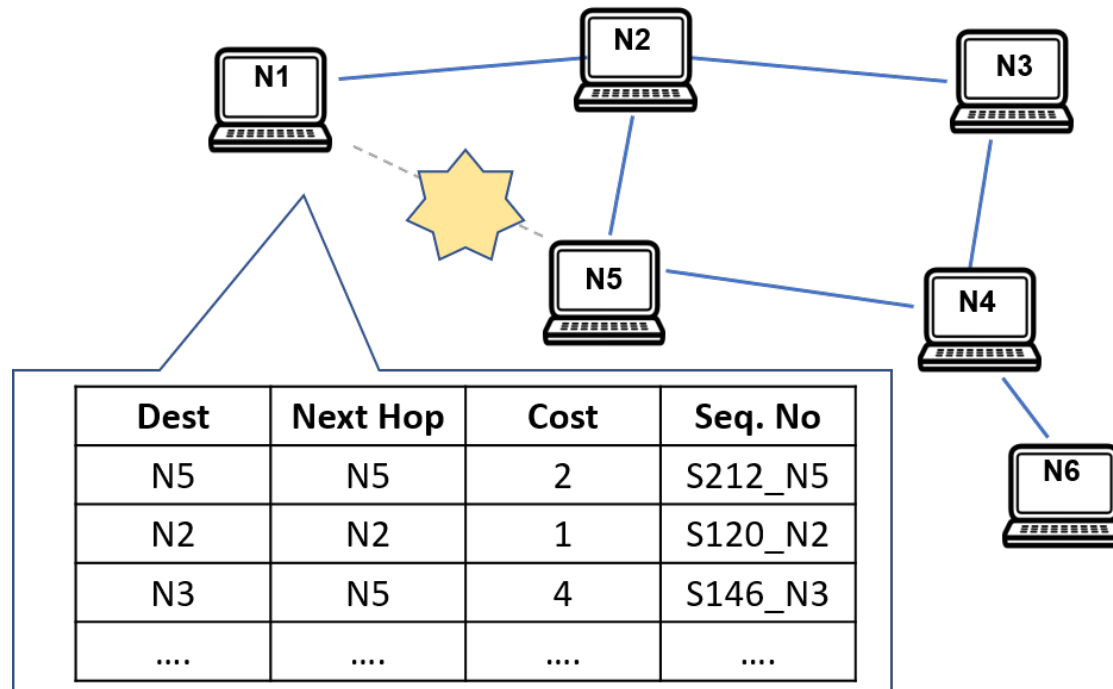 N2
N1
N3
N5
N4
N6
Dest Next Hop Cost Seq. No
N5 N5 2 S212_N5
N2 N2 1 S120_N2
N3 N5 4 S146_N3
.... .... .... ....